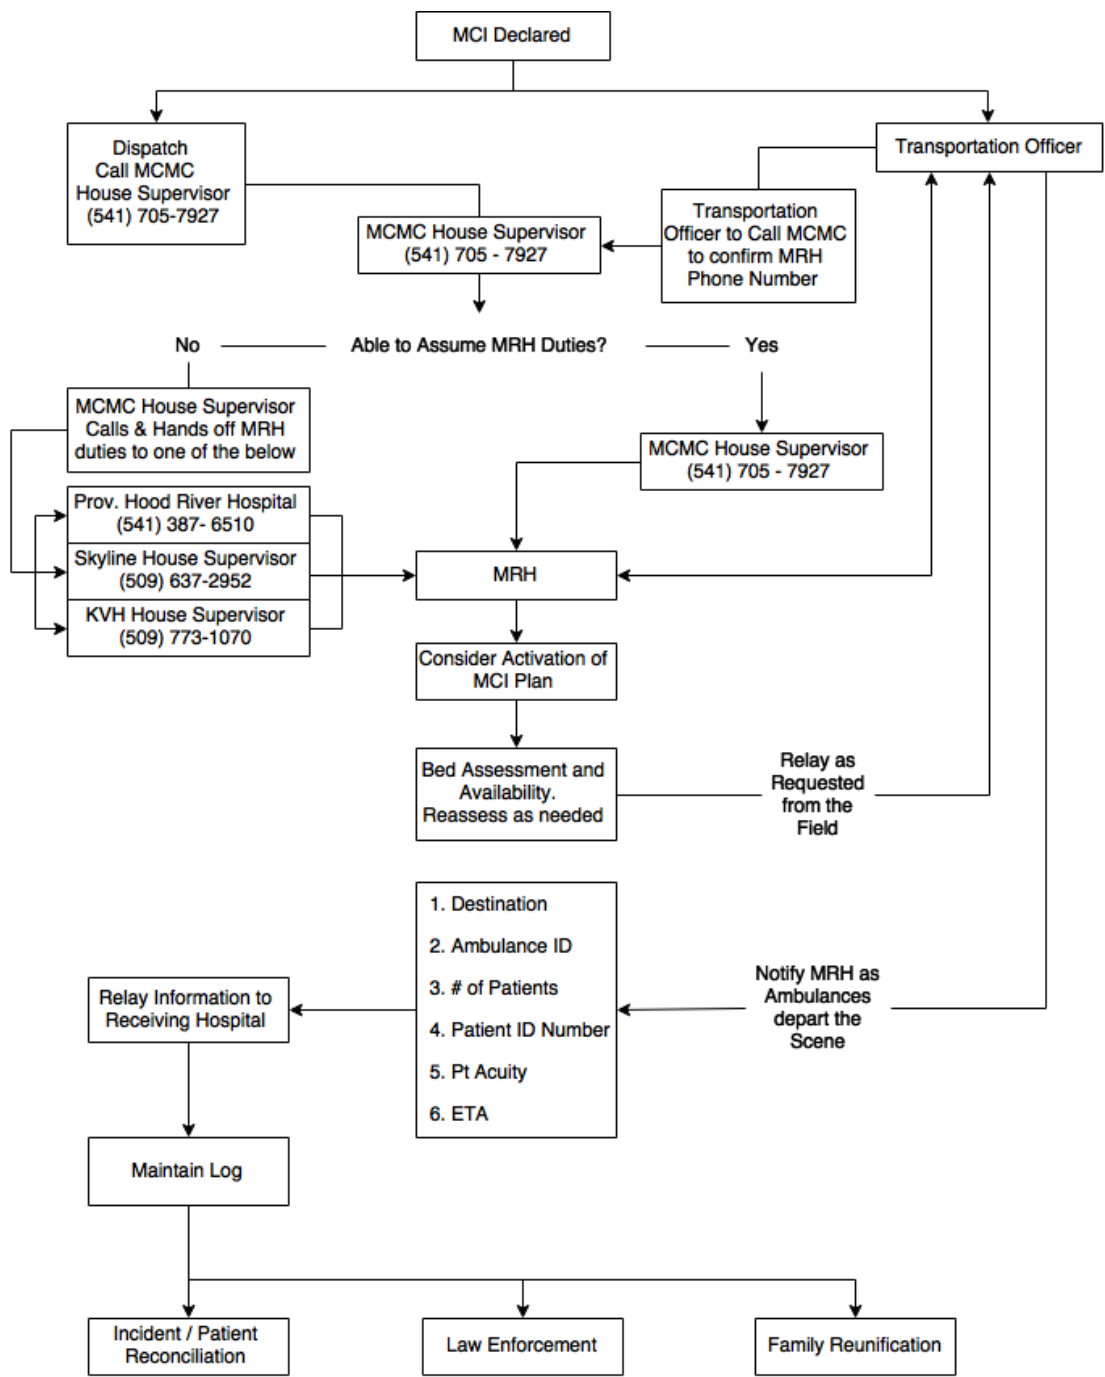 MCI Declared
Dispatch
Call MCMC
House Supervisor
(541) 705-7927
Transportation Officer
MCMC House Supervisor
(541) 705 - 7927
Transportation
Officer to Call MCMC
to confirm MRH
Phone Number
No
Able to Assume MRH Duties?
Yes
MCMC House Supervisor
Calls & Hands off MRH
duties to one of the below
MCMC House Supervisor
(541) 705 - 7927
Prov. Hood River Hospital
(541) 387- 6510
Skyline House Supervisor
(509) 637-2952
KVH House Supervisor
(509) 773-1070
MRH
Consider Activation of
MCI Plan
Bed Assessment and
Availability.
Reassess as needed
Relay as
Requested
from the
Field
1. Destination
2. Ambulance ID
3. # of Patients
4. Patient ID Number
5. Pt Acuity
6. ETA
Notify MRH as
Ambulances
depart the
Scene
Relay Information to
Receiving Hospital
Maintain Log
Incident / Patient
Reconciliation
Law Enforcement
Family Reunification